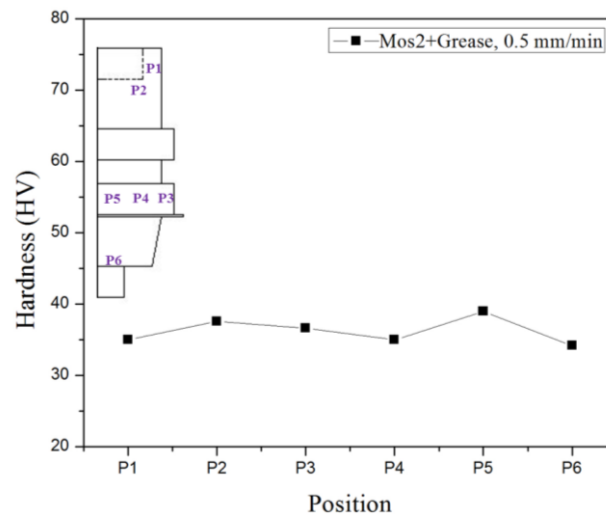 Mos2+Grease, 0.5 mm/min
80
70
60
50
40
30
20
Hardness (HV)
P1
P2
P5 P4 P3
P6
P1 P2 P3 P4 P5 P6
Position